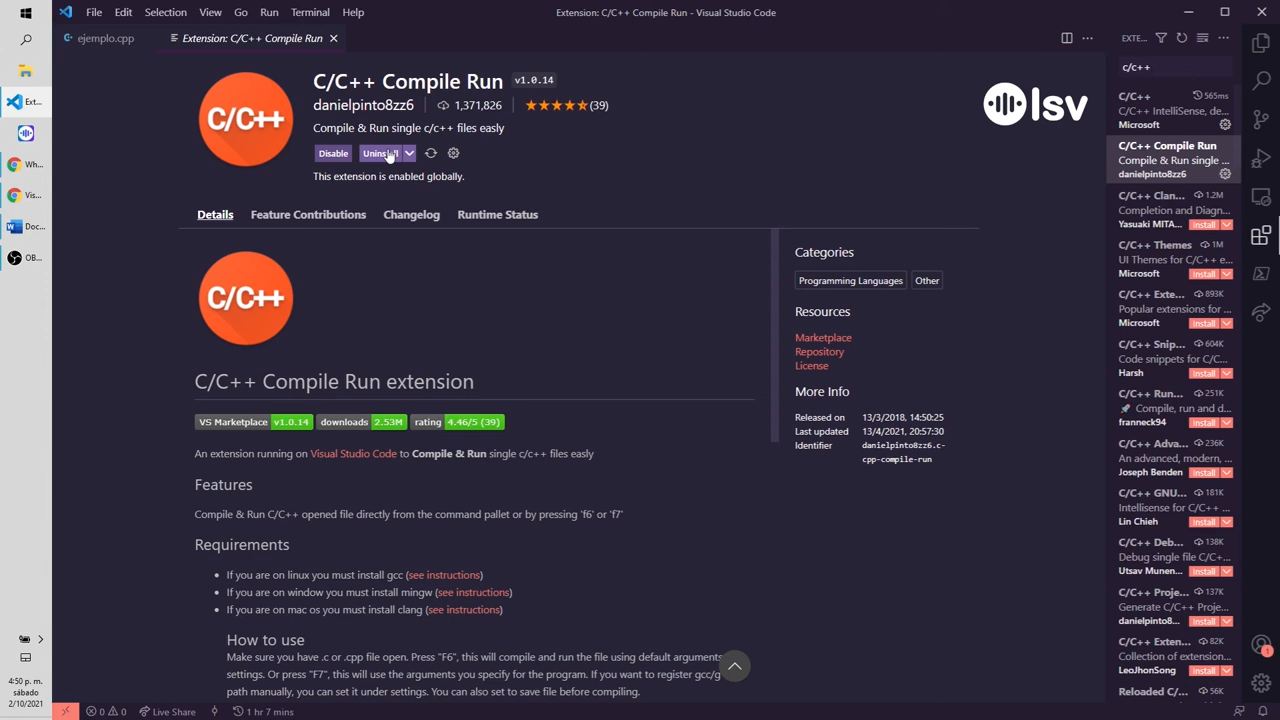 File Edit Selection View Go Run Terminal Help
Extension: C/C++ Compile Run - Visual Studio Code
ejemplo.cpp
Extension: C/C++ Compile Run
EXTE...
c/c++
C/C++ Compile Run v1.0.14
danielpinto8zz6 1,371,826 (39)
Compile & Run single c/c++ files easily
Disable
This extension is enabled globally.
C/C++
lsv
Details Feature Contributions Changelog Runtime Status
C/C++
C/C++ Compile Run extension
VS Marketplace v1.0.14 downloads 2.53M rating 4.46/5 (39)
An extension running on Visual Studio Code to Compile & Run single c/c++ files easly
Features
Compile & Run C/C++ opened file directly from the command pallet or by pressing 'f6' or 'f7'
Requirements
If you are on linux you must install gcc (see instructions)
If you are on window you must install mingw (see instructions)
If you are on mac os you must install clang (see instructions)
How to use
Make sure you have .c or .cpp file open. Press "F6", this will compile and run the file using default arguments
settings. Or press "F7", this will use the arguments you specify for the program. If you want to register gcc/g
path manually, you can set it under settings. You can also set to save file before compiling.
Categories
Programming Languages Other
Resources
Marketplace
Repository
License
More Info
Released on 13/3/2018, 14:50:25
Last updated 13/4/2021, 20:57:30
Identifier danielpinto8zz6.c-
cpp-compile-run
C/C++ 565ms
C/C++ IntelliSense, de...
Microsoft
C/C++ Compile Run
Compile & Run single ...
danielpinto8zz6
C/C++ Clan... 1.2M
Completion and Diagn...
Yasuaki MITA... Install
C/C++ Themes 1M
UI Themes for C/C++ e...
Microsoft Install
C/C++ Exte... 893K
Popular extensions for ...
Microsoft Install
C/C++ Snip... 604K
Code snippets for C/C...
Harsh Install
C/C++ Run... 251K
Compile, run and d...
franneck94 Install
C/C++ Adva... 236K
An advanced, modern, ...
Joseph Benden Install
C/C++ GNU... 181K
Intellisense for C/C++ ...
Lin Chieh Install
C/C++ Deb... 138K
Debug single file C/C+...
Utsav Munen... Install
C/C++ Proje... 137K
Generate C/C++ Proje...
danielpinto8... Install
C/C++ Exten... 82K
Collection of extension...
LeoJhonSong Install
Reloaded C/... 56K
Ext...
Wh...
Vis...
Doc...
OB...
4:50 p. m.
sábado
2/10/2021
0 0 Live Share 1 hr 7 mins
1